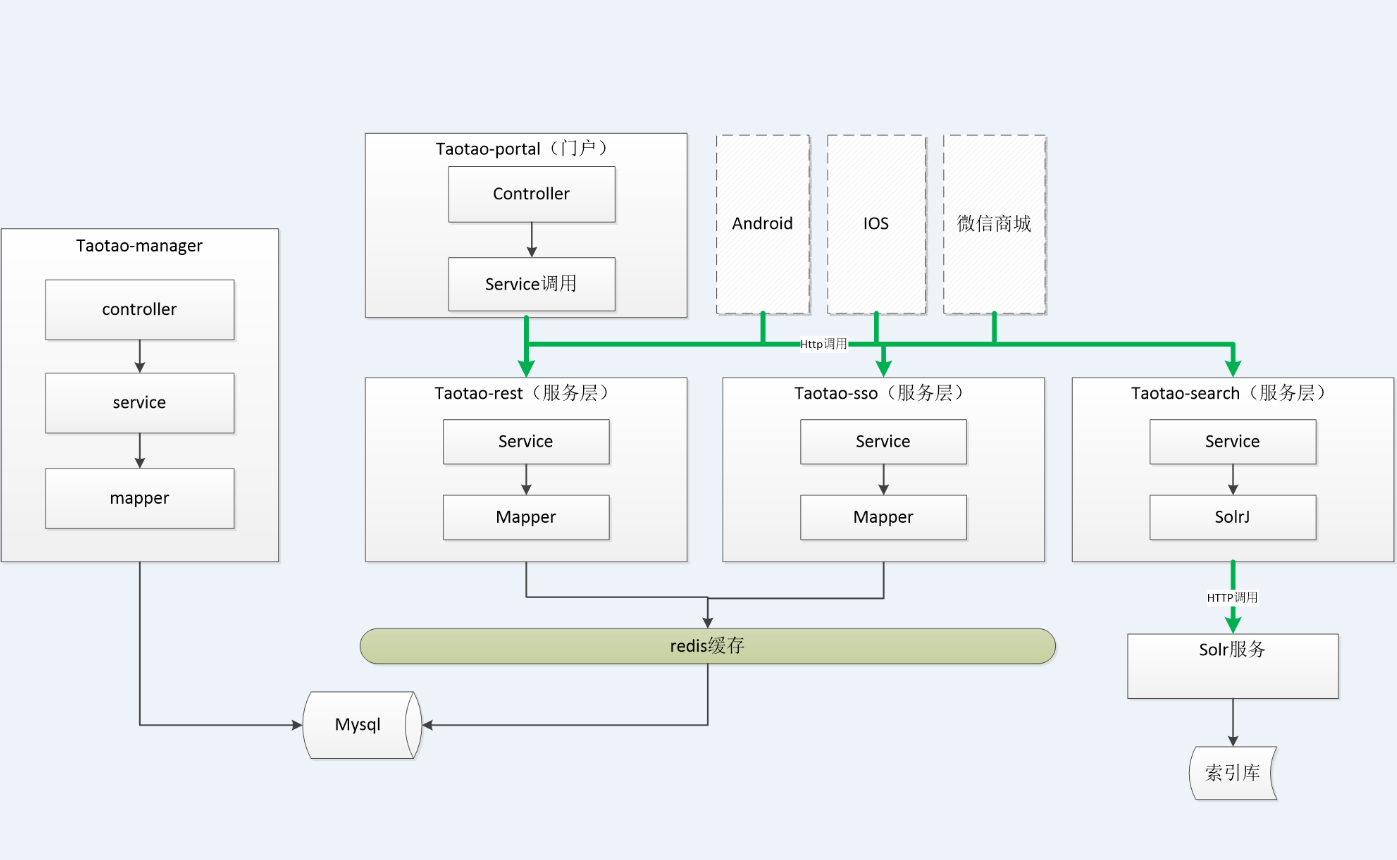 Taotao-portal（门户）
Controller
Service调用
Android
IOS
微信商城
Taotao-manager
controller
service
mapper
Http调用
Taotao-rest（服务层）
Service
Mapper
Taotao-sso（服务层）
Service
Mapper
Taotao-search（服务层）
Service
SolrJ
HTTP调用
redis缓存
Solr服务
Mysql
索引库